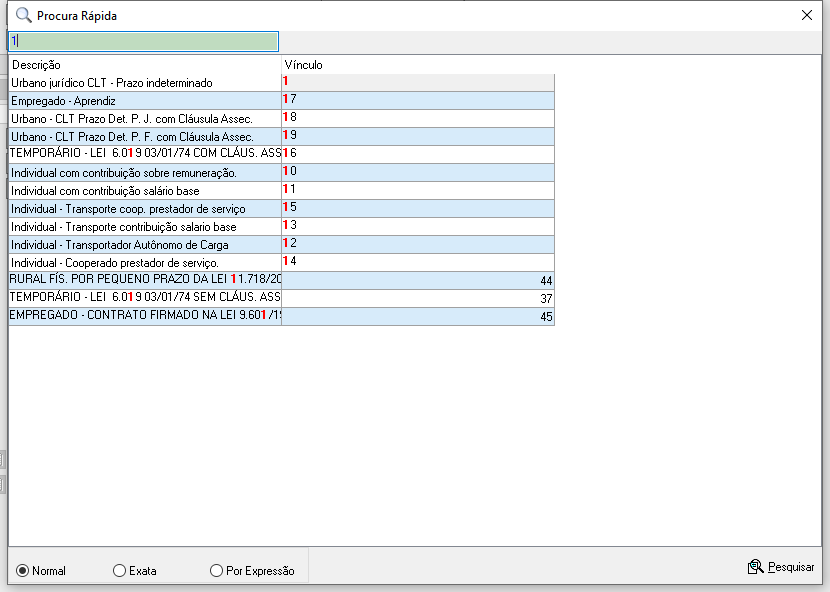 Procura Rápida
1
Descrição Vínculo
Urbano jurídico CLT - Prazo indeterminado 1
Empregado - Aprendiz 17
Urbano - CLT Prazo Det. P. J. com Cláusula Assec. 18
Urbano - CLT Prazo Det. P. F. com Cláusula Assec. 19
TEMPORÁRIO - LEI 6.019 03/01/74 COM CLÁUS. ASS 16
Individual com contribuição sobre remuneração. 10
Individual com contribuição salário base 11
Individual - Transporte coop. prestador de serviço 15
Individual - Transporte contribuição salario base 13
Individual - Transportador Autônomo de Carga 12
Individual - Cooperado prestador de serviço. 14
RURAL FÍS. POR PEQUENO PRAZO DA LEI 11.718/20 44
TEMPORÁRIO - LEI 6.019 03/01/74 SEM CLÁUS. ASS 37
EMPREGADO - CONTRATO FIRMADO NA LEI 9.601/19 45
Normal Exata Por Expressão Pesquisar